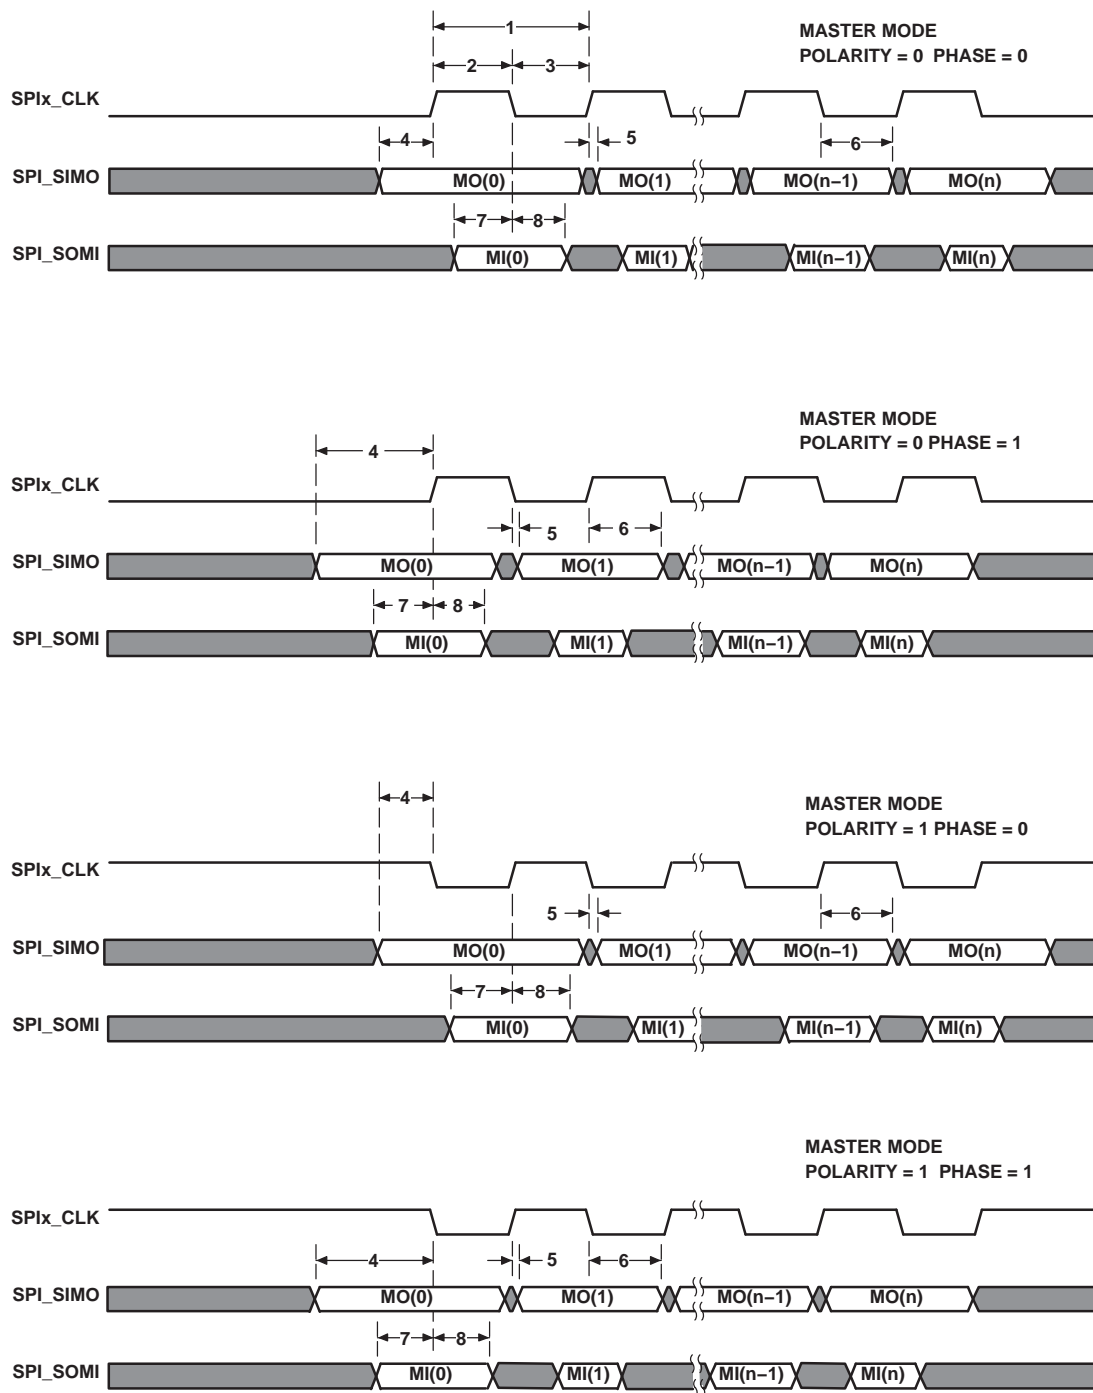 1
MASTER MODE
POLARITY = 0 PHASE = 0
2 3
SPIx_CLK
4 5 6
SPI_SIMO MO(0) MO(1) MO(n−1) MO(n)
7 8
SPI_SOMI MI(0) MI(1) MI(n−1) MI(n)
MASTER MODE
POLARITY = 0 PHASE = 1
4
SPIx_CLK
5 6
SPI_SIMO MO(0) MO(1) MO(n−1) MO(n)
7 8
SPI_SOMI MI(0) MI(1) MI(n−1) MI(n)
4
MASTER MODE
POLARITY = 1 PHASE = 0
SPIx_CLK
5 6
SPI_SIMO MO(0) MO(1) MO(n−1) MO(n)
7 8
SPI_SOMI MI(0) MI(1) MI(n−1) MI(n)
MASTER MODE
POLARITY = 1 PHASE = 1
SPIx_CLK
4 5 6
SPI_SIMO MO(0) MO(1) MO(n−1) MO(n)
7 8
SPI_SOMI MI(0) MI(1) MI(n−1) MI(n)